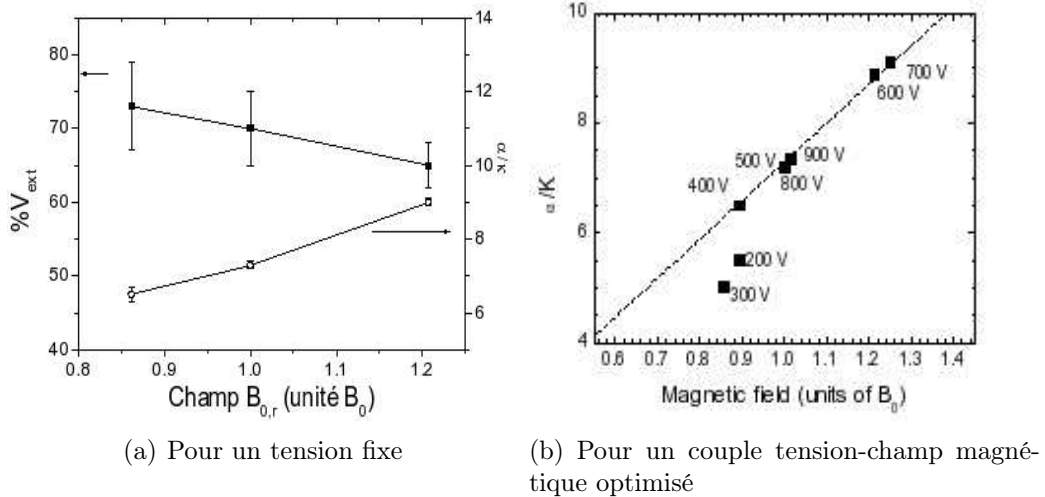 80
70
60
50
40
%V_ext
0.8 0.9 1.0 1.1 1.2
Champ B_0,r (unité B_0)
14
12
10
8
6
α/K
(a) Pour un tension fixe
10
8
6
4
α/K
700 V
600 V
500 V
900 V
800 V
400 V
200 V
300 V
0.6 0.7 0.8 0.9 1.0 1.1 1.2 1.3 1.4
Magnetic field (units of B_0)
(b) Pour un couple tension-champ magné-
tique optimisé